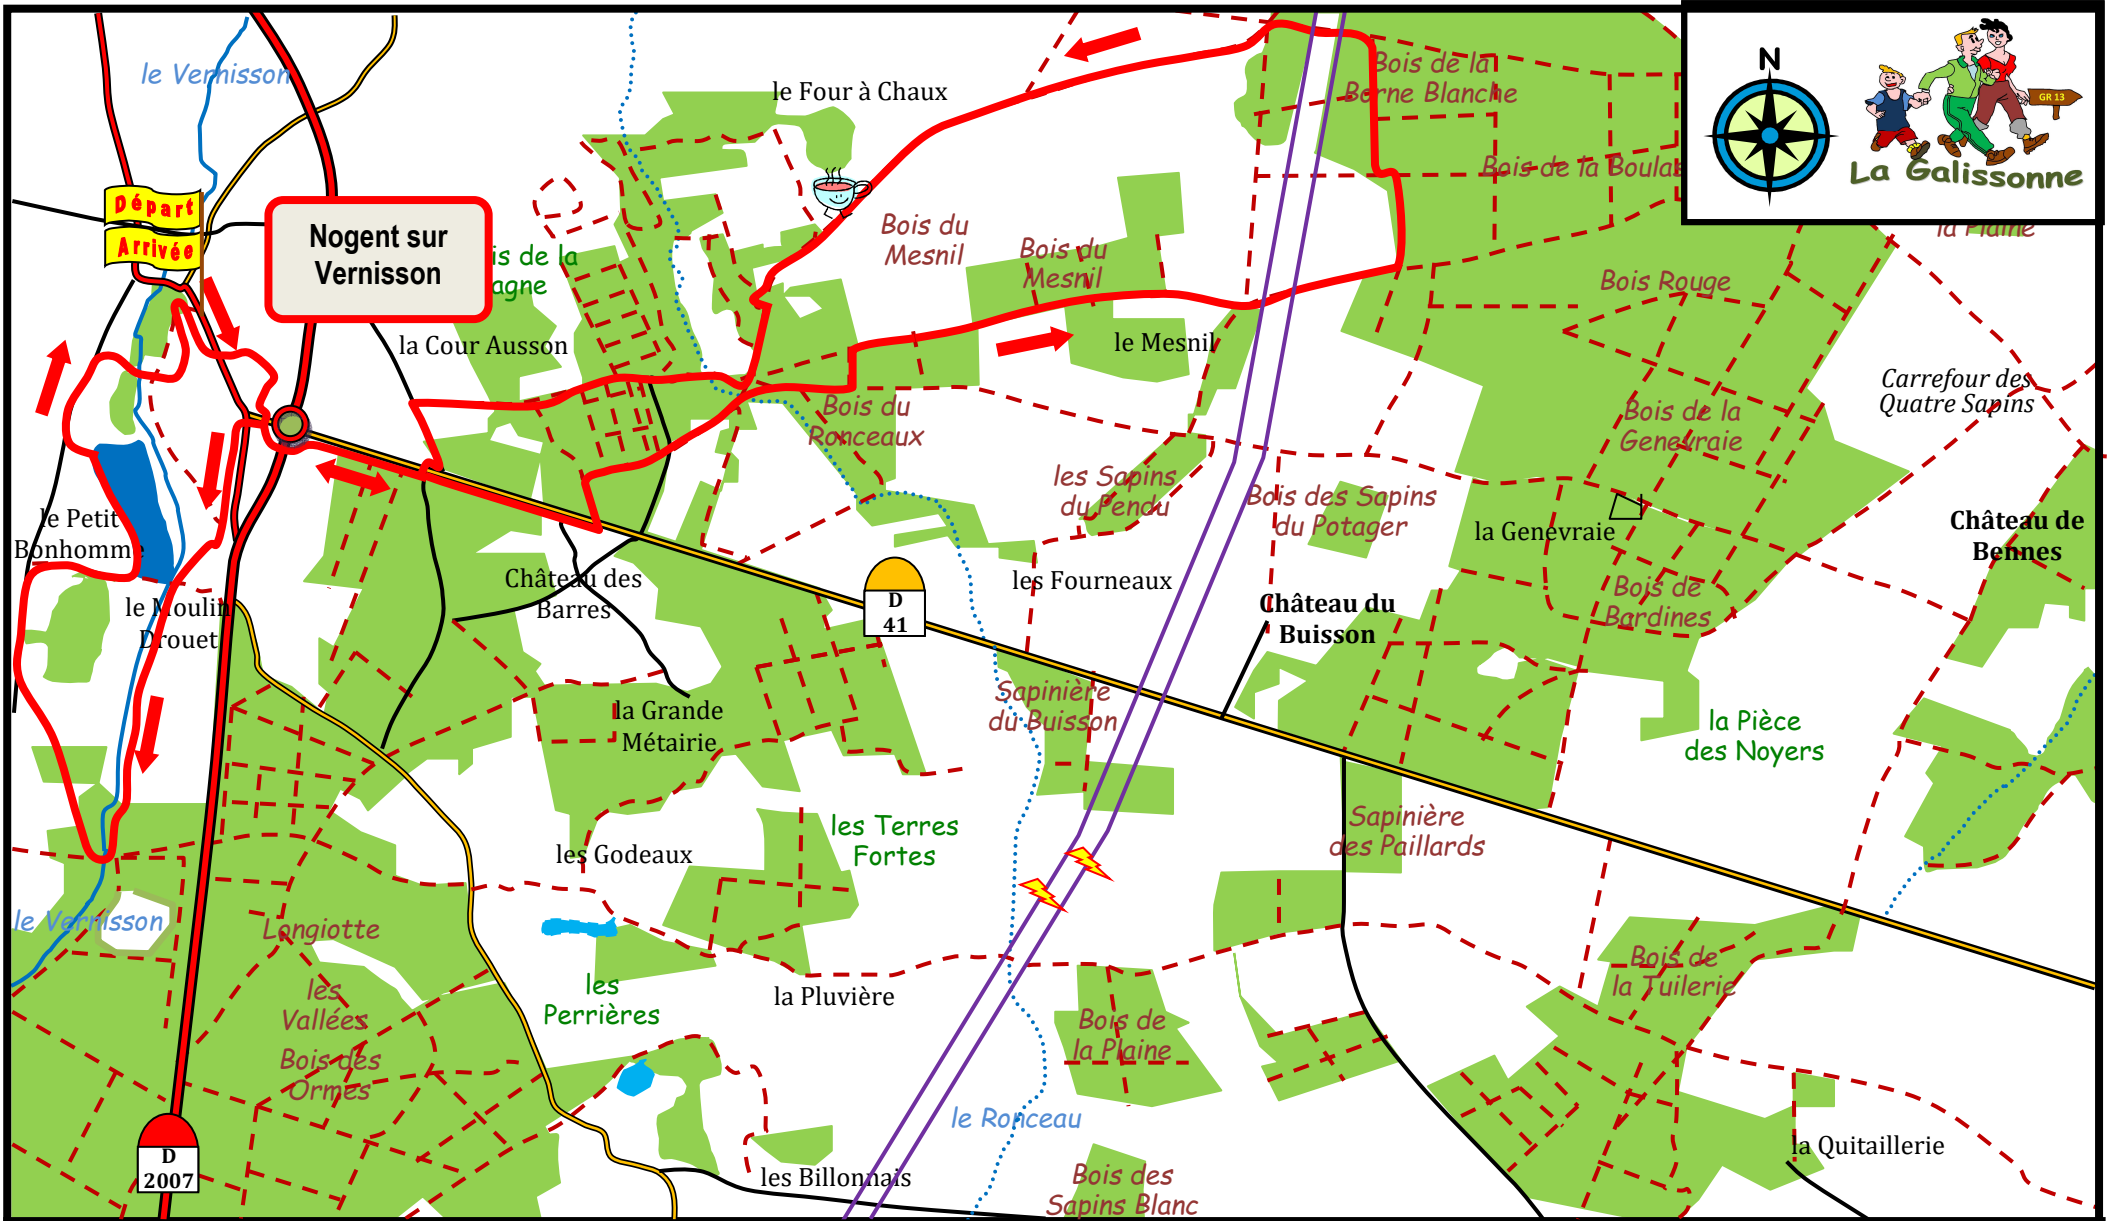 le Vernisson
Départ
Arrivée
Nogent sur
Vernisson
is de la
agne
la Cour Ausson
le Four à Chaux
Bois du
Mesnil
Bois du
Mesnil
le Mesnil
Bois de la
Borne Blanche
Bois de la Boulas
N
GR 13
La Galissonne
la Plaine
Bois Rouge
Carrefour des
Quatre Sapins
Bois de la
Genevraie
Bois du
Ronceaux
les Sapins
du Pendu
Bois des Sapins
du Potager
la Genevraie
Château de
Bennes
le Petit
Bonhomme
le Moulin
Drouet
Château des
Barres
D
41
les Fourneaux
Château du
Buisson
Bois de
Bardines
la Grande
Métairie
Sapinière
du Buisson
la Pièce
des Noyers
les Godeaux
les Terres
Fortes
Sapinière
des Paillards
le Vernisson
Longiotte
les
Vallées
Bois des
Ormes
les
Perrières
la Pluvière
Bois de
la Plaine
Bois de
la Tuilerie
le Ronceau
D
2007
les Billonnais
Bois des
Sapins Blanc
la Quitaillerie